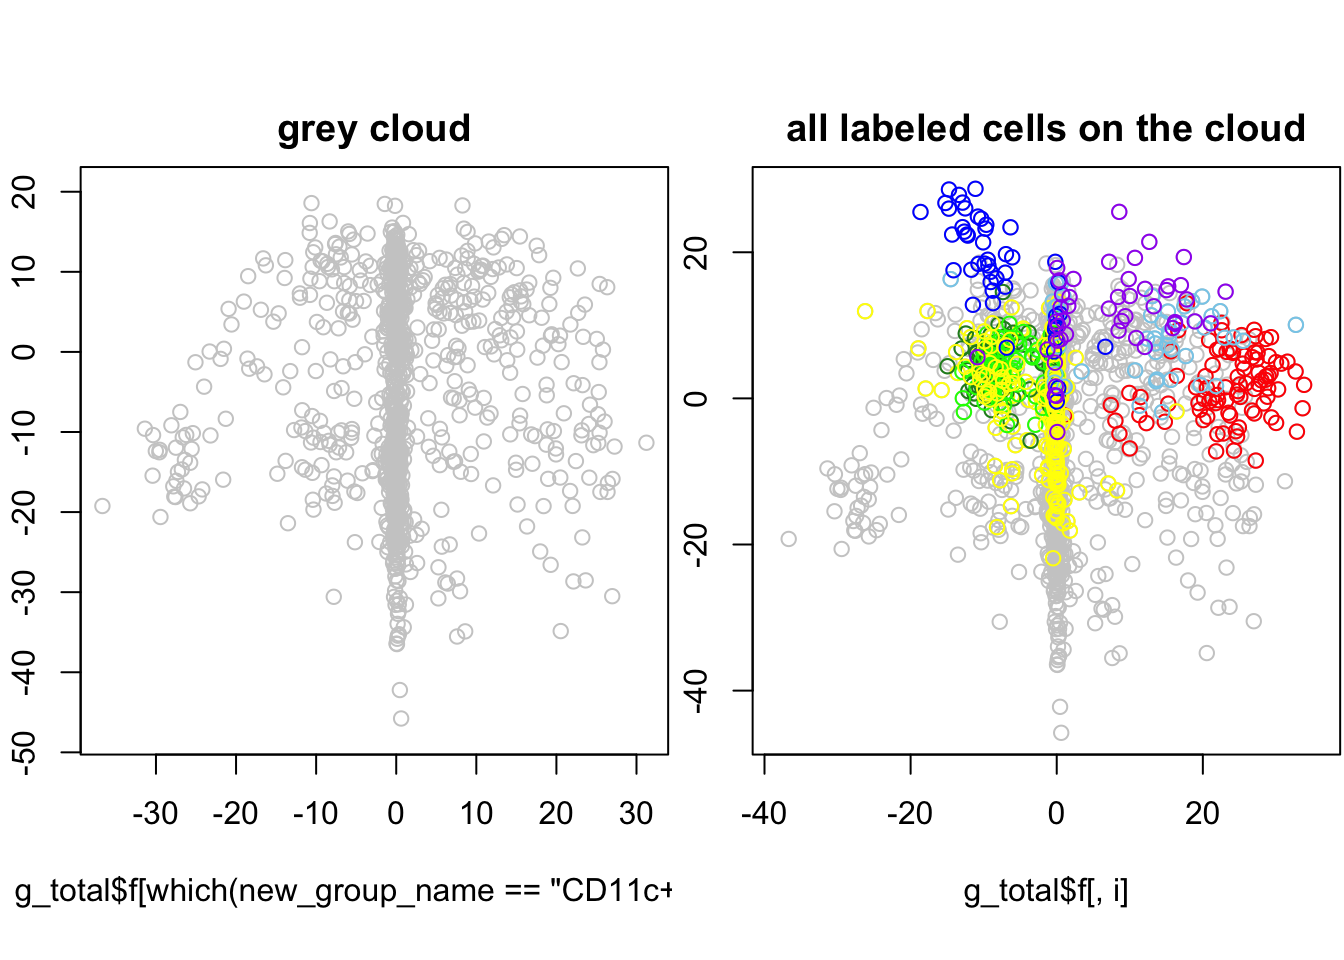 grey cloud
all labeled cells on the cloud
20
10
0
-10
-20
-30
-40
-50
20
0
-20
-40
-30 -20 -10 0 10 20 30
-40 -20 0 20
g_total$f[which(new_group_name == "CD11c+
g_total$f[, i]